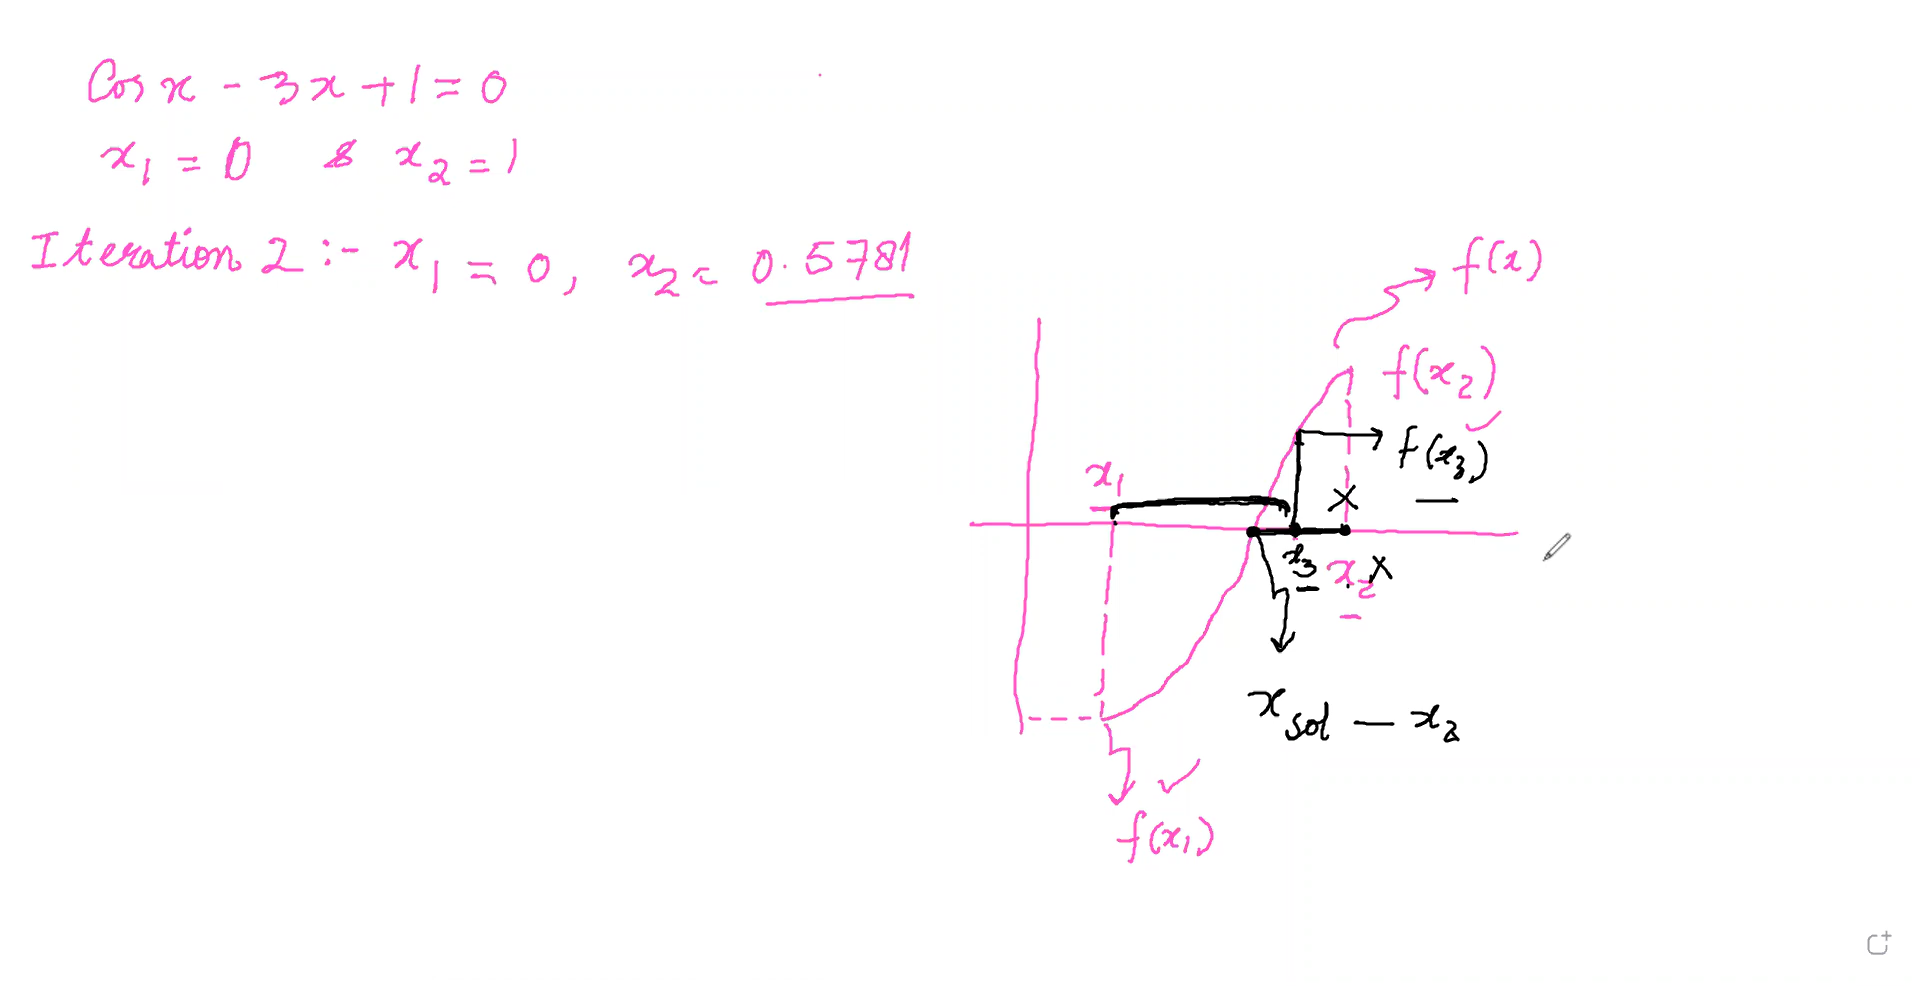 Cos x - 3x + 1 = 0
x₁ = 0 & x₂ = 1
Iteration 2 :- x₁ = 0, x₂ = 0.5781
f(x)
f(x₂)
f(x₃)
x₁
x₃ x₂
x sol — x₂
f(x₁)